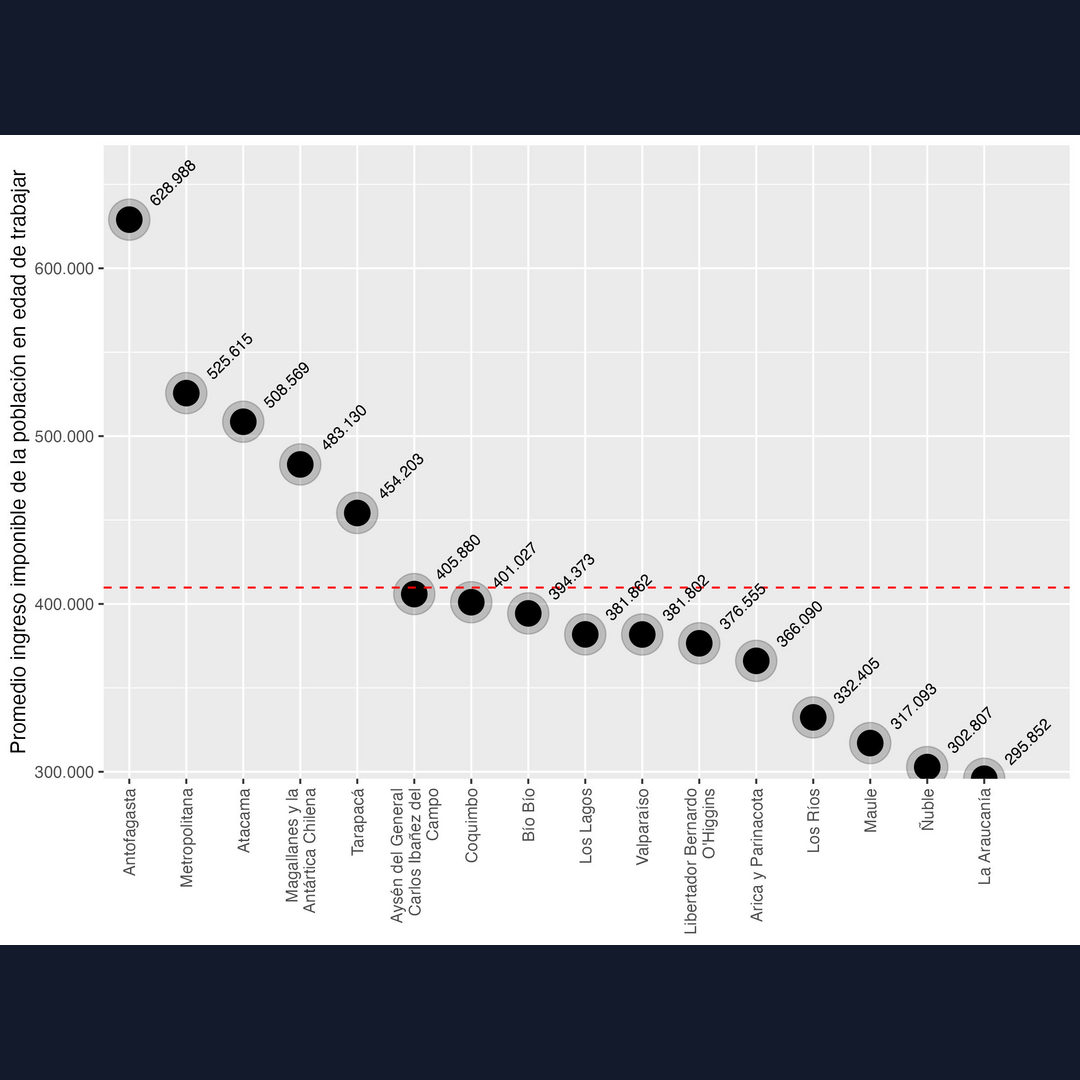 Promedio ingreso imponible de la población en edad de trabajar
600.000
500.000
400.000
300.000
628.988
525.615
508.569
483.130
454.203
405.880
401.027
394.373
381.862
381.802
376.555
366.090
332.405
317.093
302.807
295.852
Antofagasta
Metropolitana
Atacama
Magallanes y la
Antártica Chilena
Tarapacá
Aysén del General
Carlos Ibañez del
Campo
Coquimbo
Bío Bío
Los Lagos
Valparaíso
Libertador Bernardo
O'Higgins
Arica y Parinacota
Los Ríos
Maule
Ñuble
La Araucanía